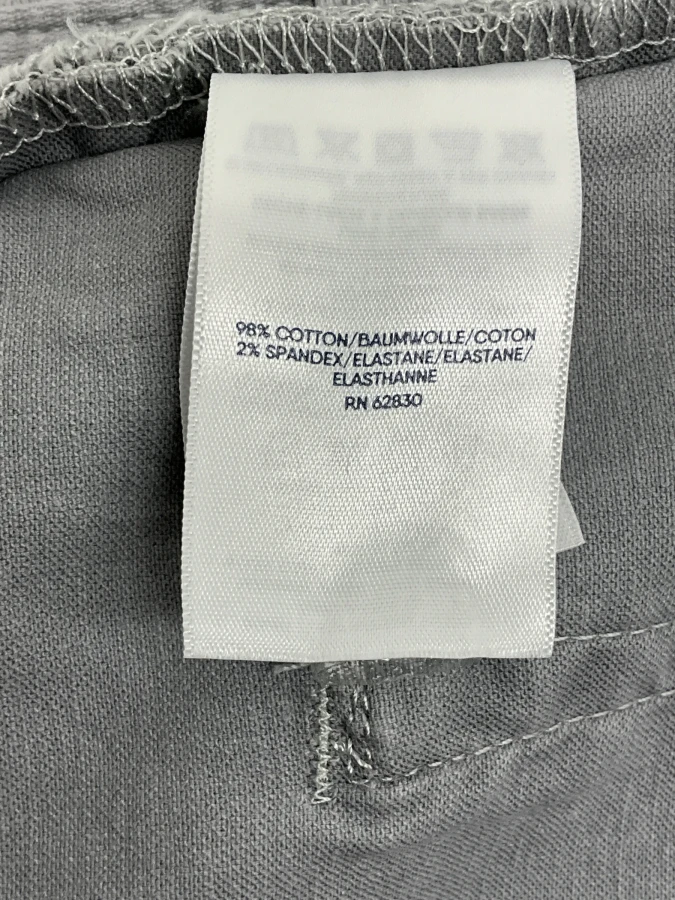 98% COTTON/BAUMWOLLE/COTON
2% SPANDEX/ELASTANE/ELASTANE/
ELASTHANNE
RN 62830